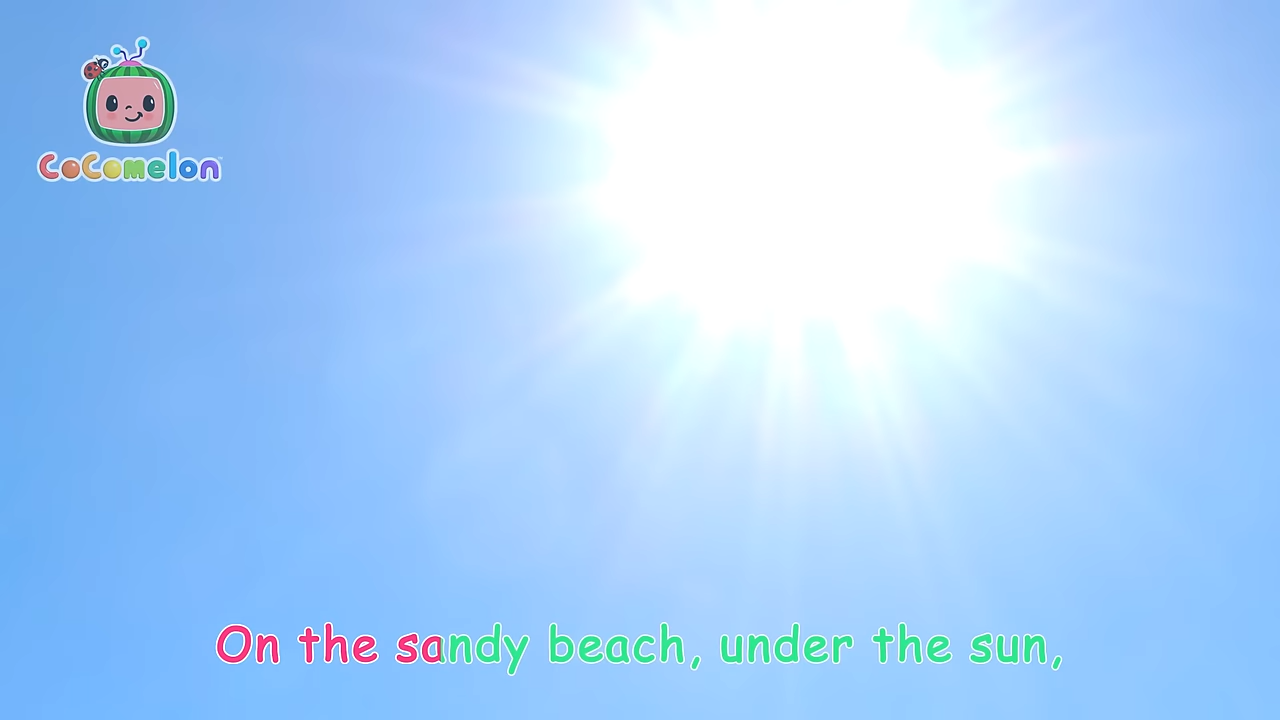 CoComelon
On the sandy beach, under the sun,